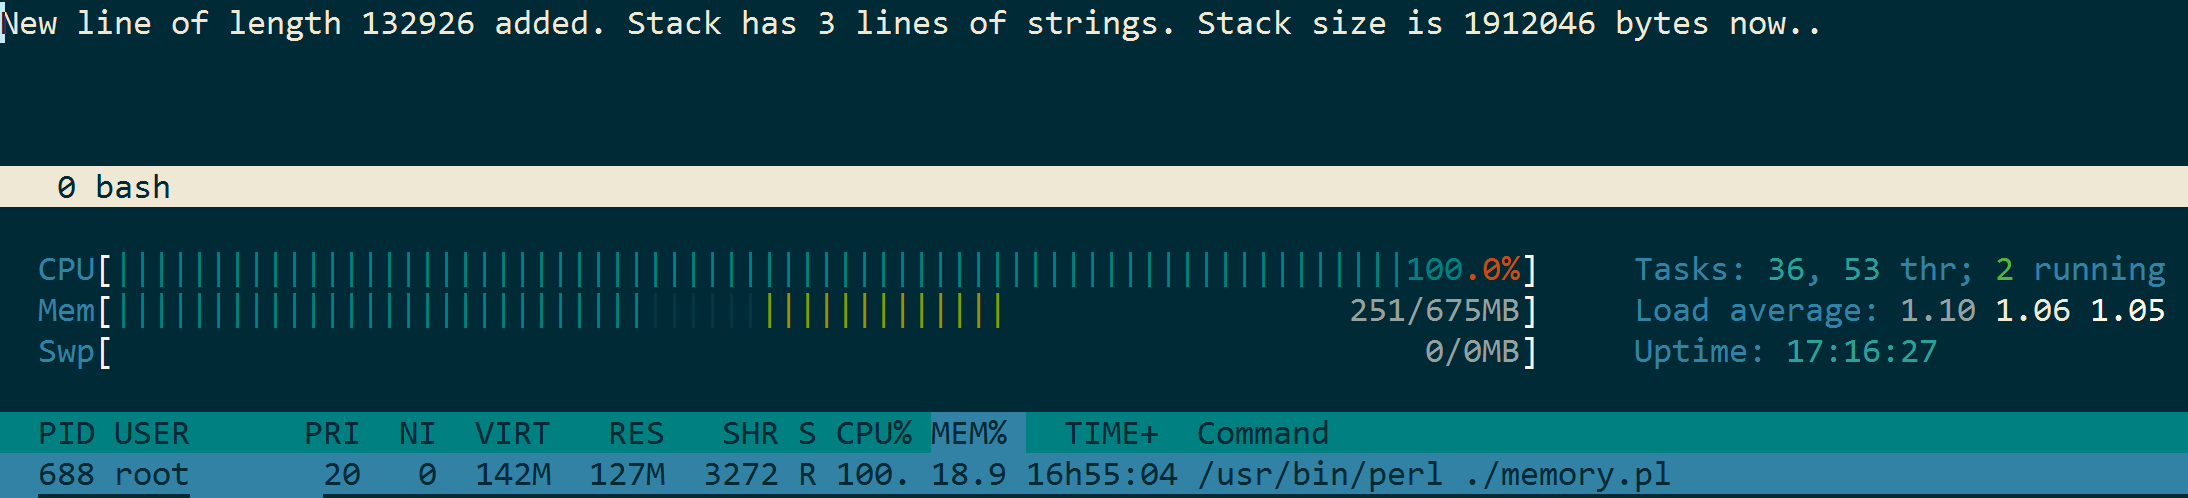 New line of length 132926 added. Stack has 3 lines of strings. Stack size is 1912046 bytes now..
0 bash
CPU[||||||||||||||||||||||||||||||||||||||||||||||||||||||||||||||||||||100.0%] Tasks: 36, 53 thr; 2 running
Mem[|||||||||||||||||||||||||||||||||||||||||||||||251/675MB] Load average: 1.10 1.06 1.05
Swp[ 0/0MB] Uptime: 17:16:27
PID USER PRI NI VIRT RES SHR S CPU% MEM% TIME+ Command
688 root 20 0 142M 127M 3272 R 100. 18.9 16h55:04 /usr/bin/perl ./memory.pl